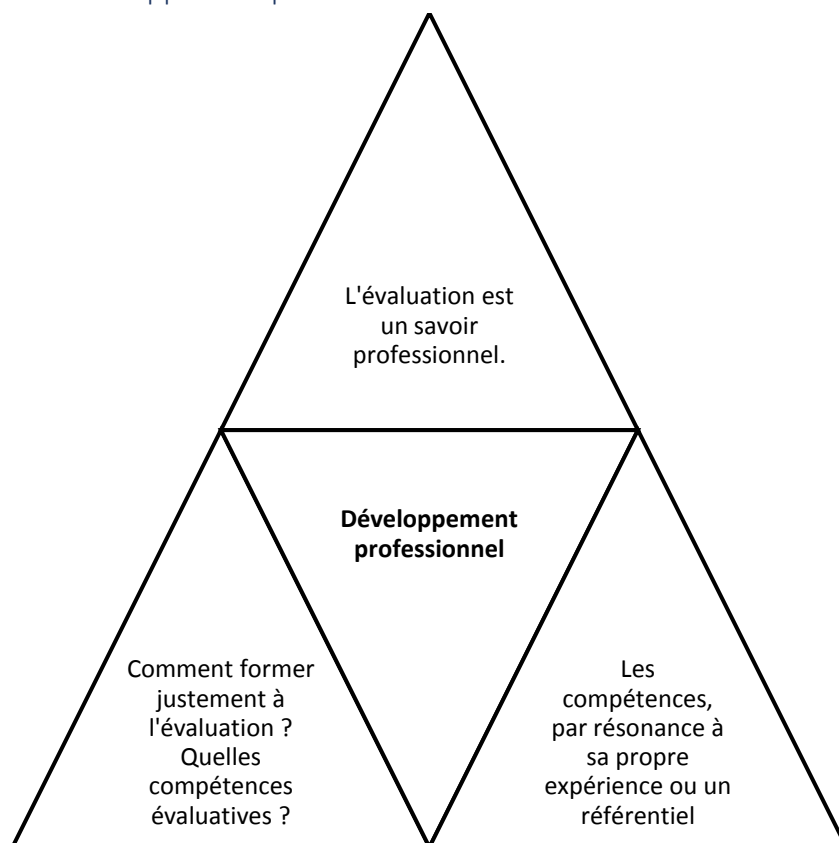 L'évaluation est
un savoir
professionnel.
Développement
professionnel
Comment former
justement à
l'évaluation ?
Quelles
compétences
évaluatives ?
Les
compétences,
par résonance à
sa propre
expérience ou un
référentiel